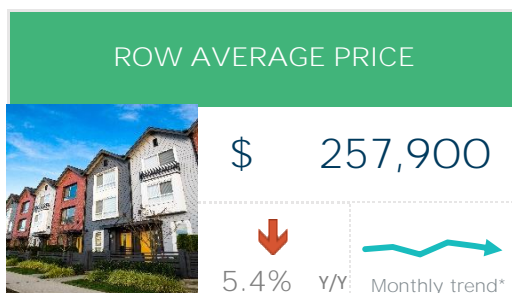 ROW AVERAGE PRICE
$ 257,900
5.4% Y/Y
Monthly trend*